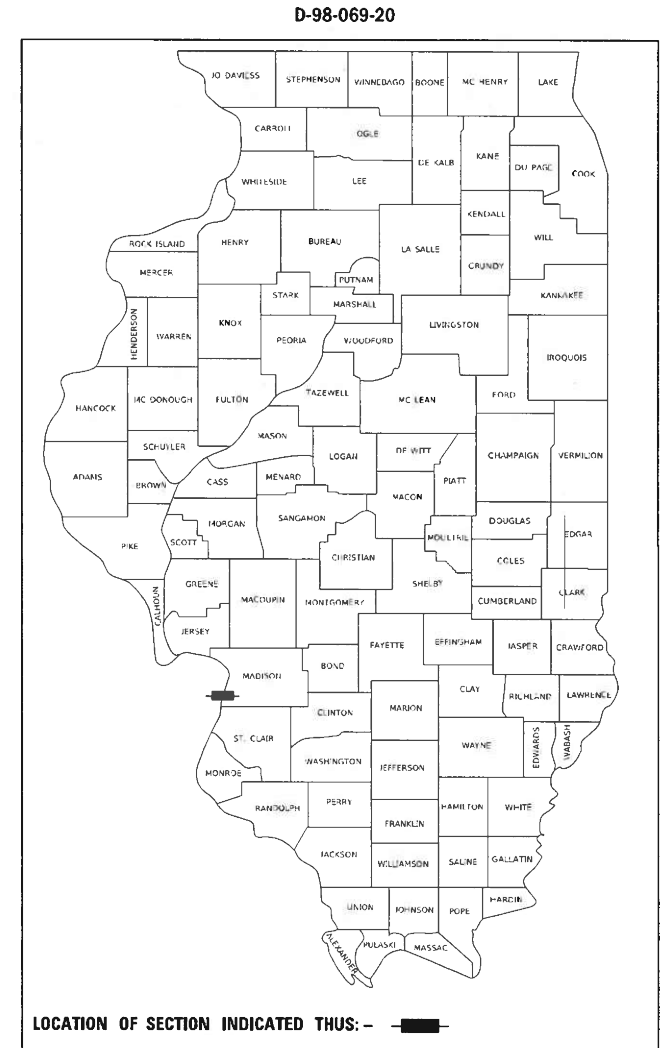 D-98-069-20
JO DAVIESS STEPHENSON WINNEBAGO BOONE MC HENRY LAKE
CARROLL OGLE
DE KALB KANE DU PAGE COOK
WHITESIDE LEE
KENDALL
ROCK ISLAND HENRY BUREAU LA SALLE WILL
MERCER PUTNAM GRUNDY
STARK MARSHALL KANKAKEE
HENDERSON WARREN KNOX PEORIA WOODFORD LIVINGSTON
IROQUOIS
HANCOCK MC DONOUGH FULTON TAZEWELL MC LEAN FORD
SCHUYLER MASON
LOGAN DE WITT CHAMPAIGN VERMILION
ADAMS BROWN CASS MENARD PIATT
MACON
PIKE SCOTT MORGAN SANGAMON DOUGLAS EDGAR
CHRISTIAN MOULTRIE COLES
CALHOUN GREENE MACOUPIN MONTGOMERY SHELBY CUMBERLAND CLARK
JERSEY FAYETTE EFFINGHAM JASPER CRAWFORD
MADISON BOND
CLAY RICHLAND LAWRENCE
CLINTON MARION
ST. CLAIR WAYNE EDWARDS WABASH
MONROE WASHINGTON JEFFERSON
RANDOLPH PERRY HAMILTON WHITE
FRANKLIN
JACKSON WILLIAMSON SALINE GALLATIN
UNION JOHNSON POPE HARDIN
ALEXANDER PULASKI MASSAC
LOCATION OF SECTION INDICATED THUS: –